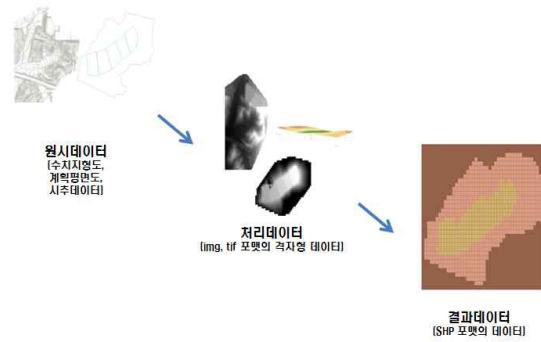 원시데이터
(수치지형도,
계획평면도,
시추데이터)
처리데이터
(img, tif 포맷의 격자형 데이터)
결과데이터
(SHP 포맷의 데이터)